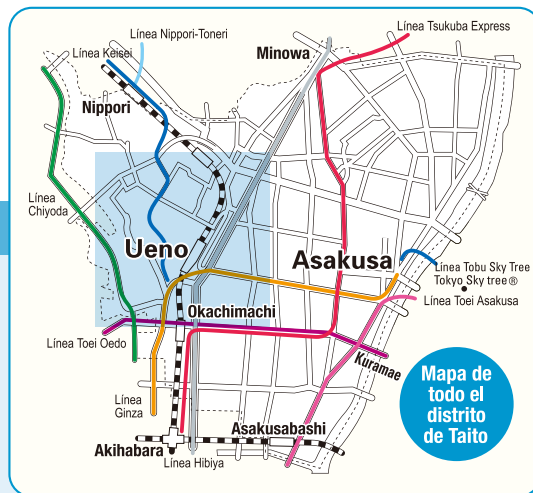 Línea Nippori-Toneri
Línea Tsukuba Express
Línea Keisei
Minowa
Nippori
Línea
Chiyoda
Ueno
Asakusa
Línea Tobu Sky Tree
Tokyo Sky tree®
Línea Toei Asakusa
Okachimachi
Línea Toei Oedo
Kuramae
Mapa de
todo el
distrito
de Taito
Línea
Ginza
Asakusabashi
Akihabara
Línea Hibiya